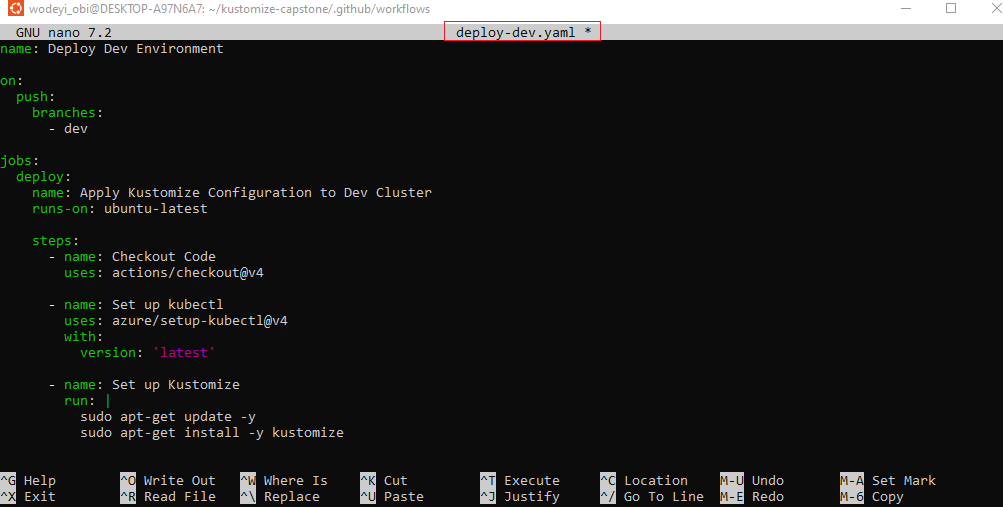 wodeyi_obi@DESKTOP-A97N6A7: ~/kustomize-capstone/.github/workflows
GNU nano 7.2 deploy-dev.yaml *
name: Deploy Dev Environment
on:
  push:
    branches:
      - dev
jobs:
  deploy:
    name: Apply Kustomize Configuration to Dev Cluster
    runs-on: ubuntu-latest
    steps:
      - name: Checkout Code
        uses: actions/checkout@v4
      - name: Set up kubectl
        uses: azure/setup-kubectl@v4
        with:
          version: 'latest'
      - name: Set up Kustomize
        run: |
          sudo apt-get update -y
          sudo apt-get install -y kustomize
^G Help ^O Write Out ^W Where Is ^K Cut ^T Execute ^C Location M-U Undo M-A Set Mark
^X Exit ^R Read File ^\ Replace ^U Paste ^J Justify ^/ Go To Line M-E Redo M-6 Copy